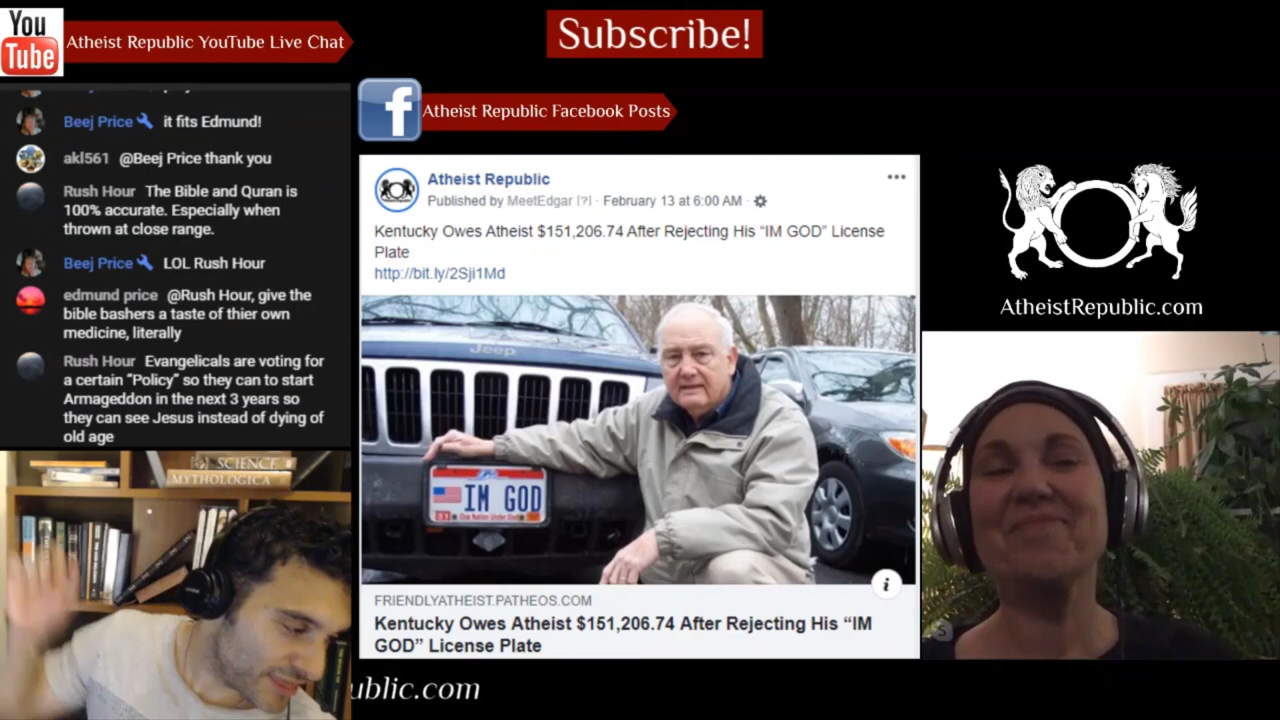 You
Tube
Atheist Republic YouTube Live Chat
Subscribe!
Beej Price it fits Edmund!
akl561 @Beej Price thank you
Rush Hour The Bible and Quran is
100% accurate. Especially when
thrown at close range.
Beej Price LOL Rush Hour
edmund price @Rush Hour, give the
bible bashers a taste of thier own
medicine, literally
Rush Hour Evangelicals are voting for
a certain “Policy” so they can to start
Armageddon in the next 3 years so
they can see Jesus instead of dying of
old age
f
Atheist Republic Facebook Posts
Atheist Republic
Published by MeetEdgar [?] · February 13 at 6:00 AM ·
Kentucky Owes Atheist $151,206.74 After Rejecting His “IM GOD” License
Plate
http://bit.ly/2Sji1Md
Jeep
IM GOD
One Nation Under God
i
FRIENDLYATHEIST.PATHEOS.COM
Kentucky Owes Atheist $151,206.74 After Rejecting His “IM
GOD” License Plate
AtheistRepublic.com
SCIENCE
MYTHOLOGICA
ublic.com